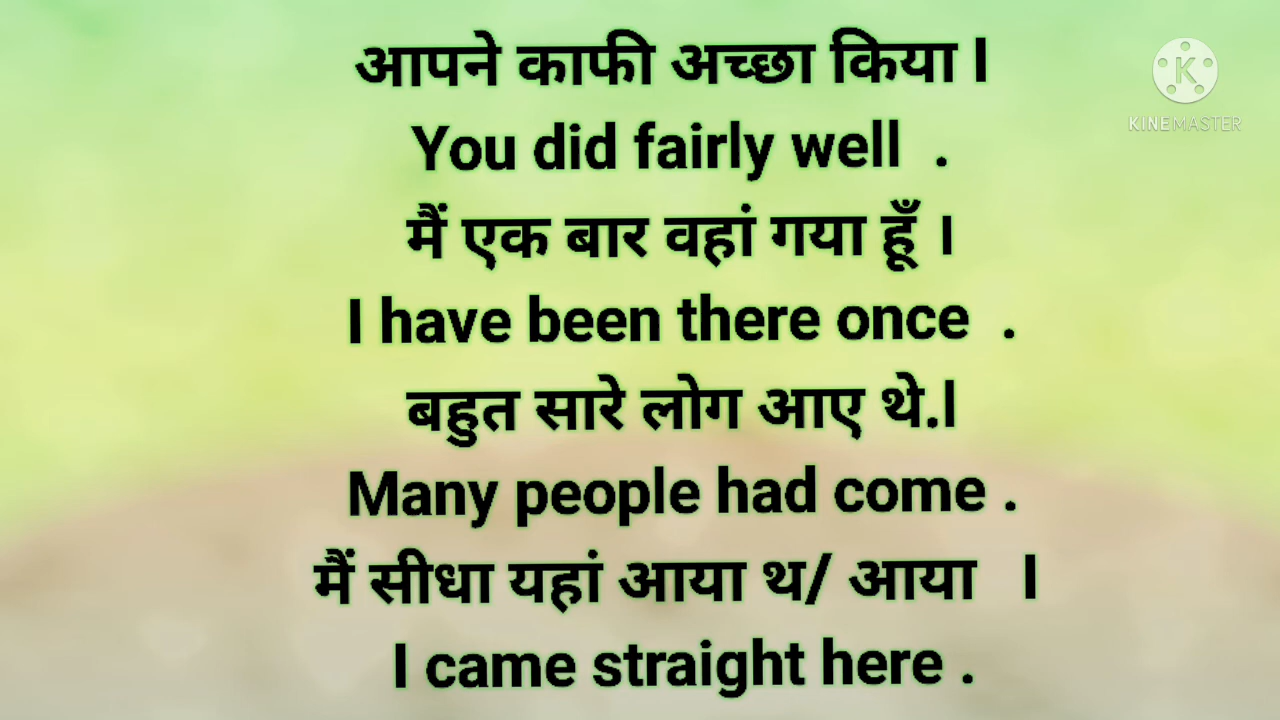 आपने काफी अच्छा किया l
You did fairly well .
मैं एक बार वहां गया हूँ ।
I have been there once .
बहुत सारे लोग आए थे.l
Many people had come .
मैं सीधा यहां आया थ/ आया l
I came straight here .
K
KINEMASTER